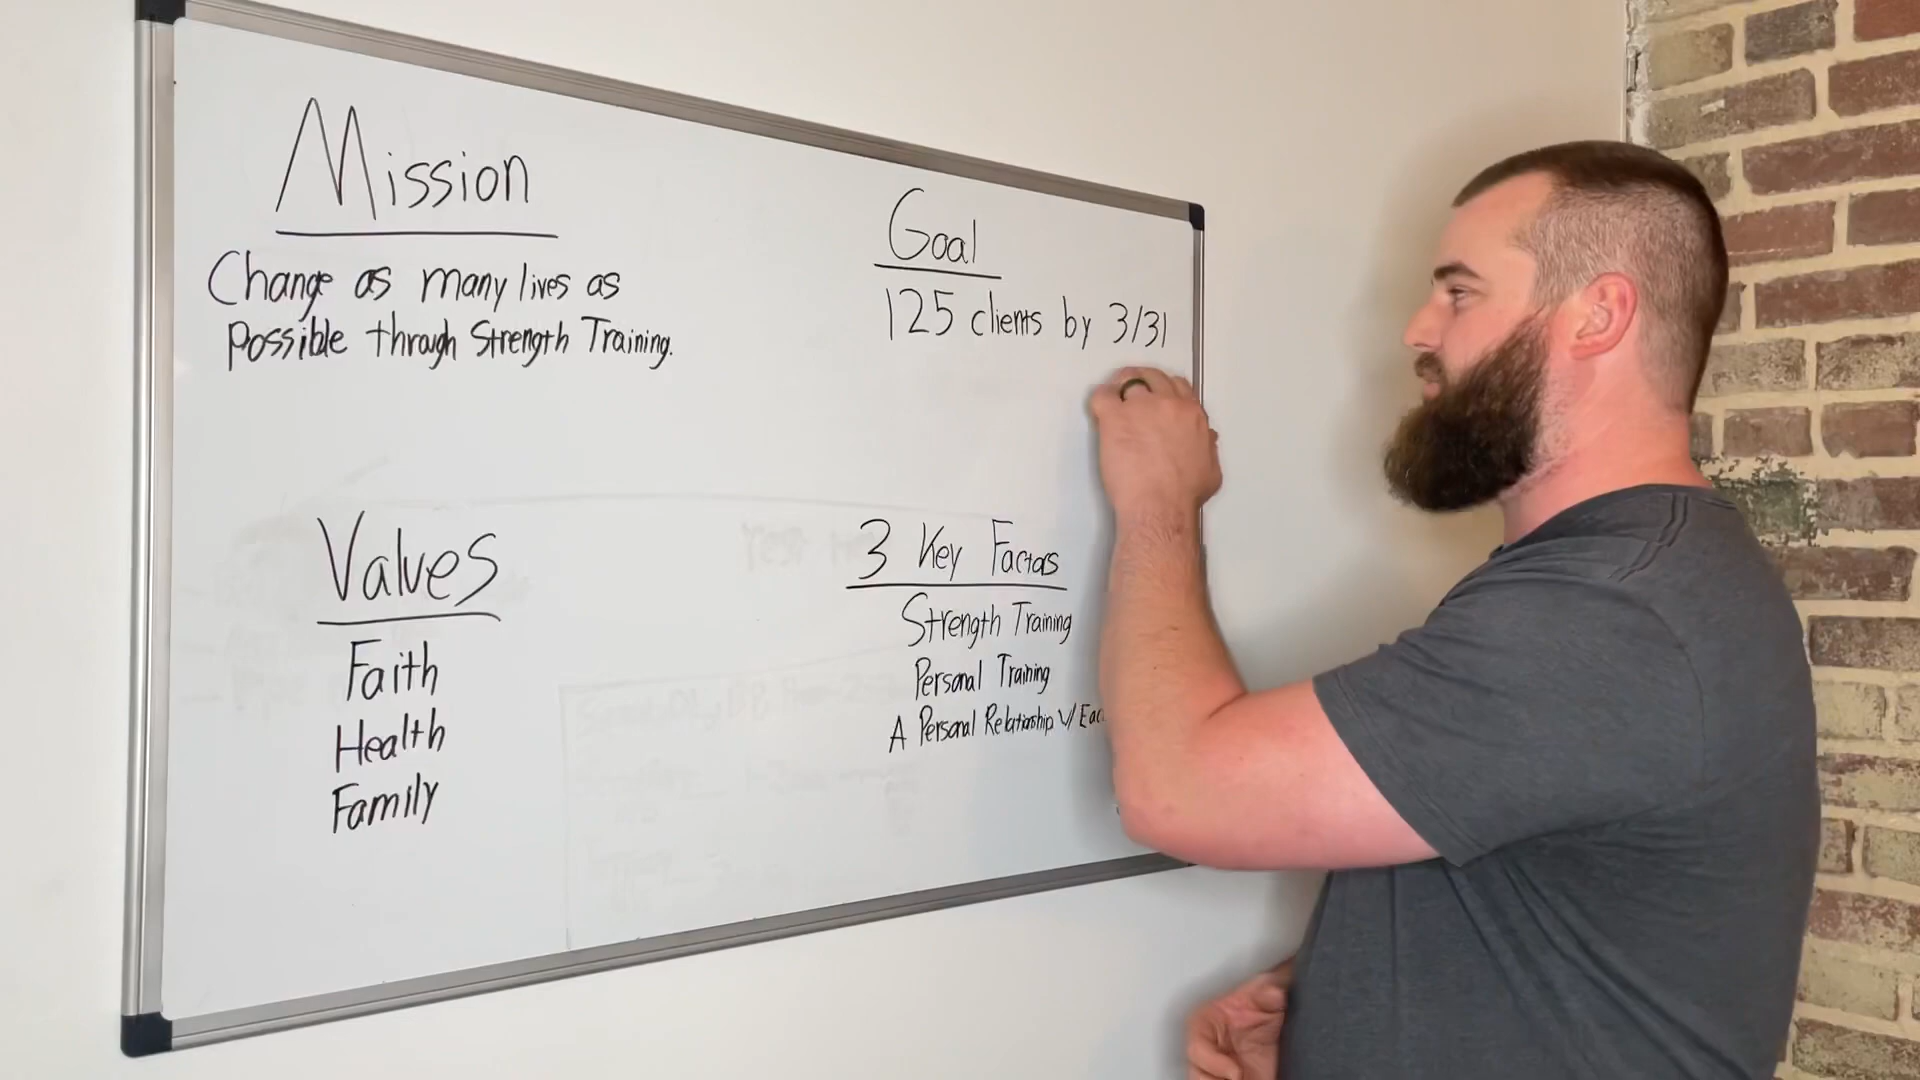 Mission
Change as many lives as
possible through Strength Training.
Goal
125 clients by 3/31
Values
Faith
Health
Family
3 Key Factors
Strength Training
Personal Training
A Personal Relationship w/